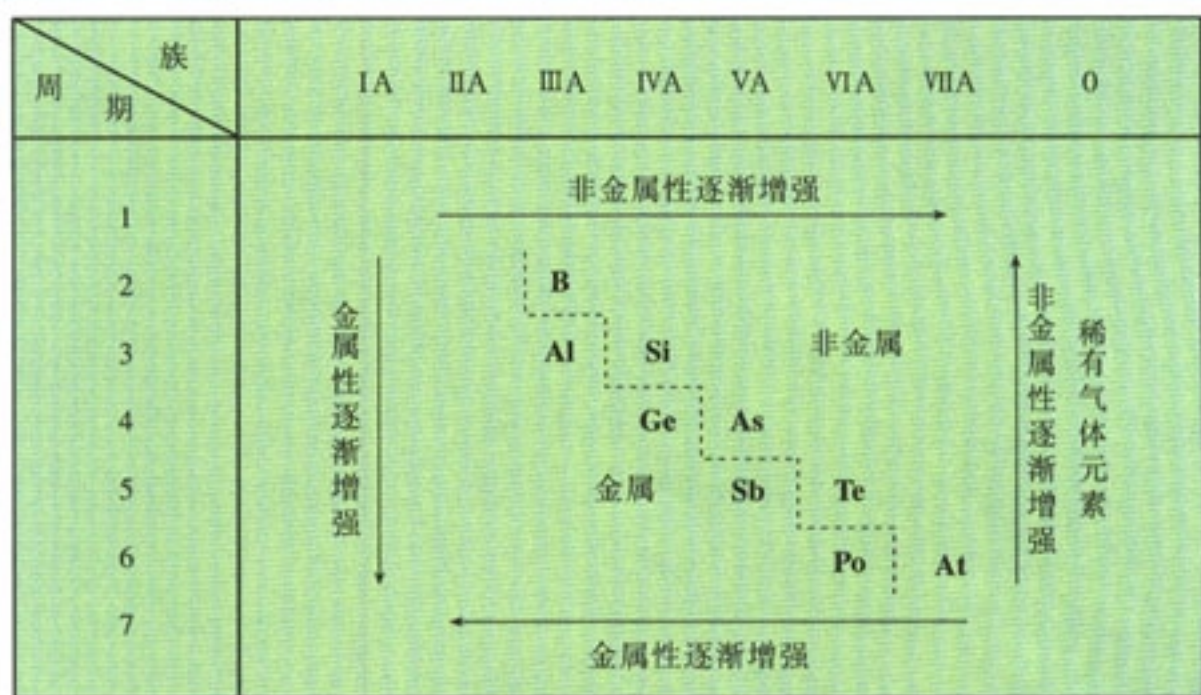 族
周
期
ⅠA ⅡA ⅢA ⅣA ⅤA ⅥA ⅦA 0
非金属性逐渐增强
1
2 B
3 Al Si 非金属
4 Ge As
5 金属 Sb Te
6 Po At
7
金属性逐渐增强
非金属性逐渐增强
稀有气体元素
金属性逐渐增强